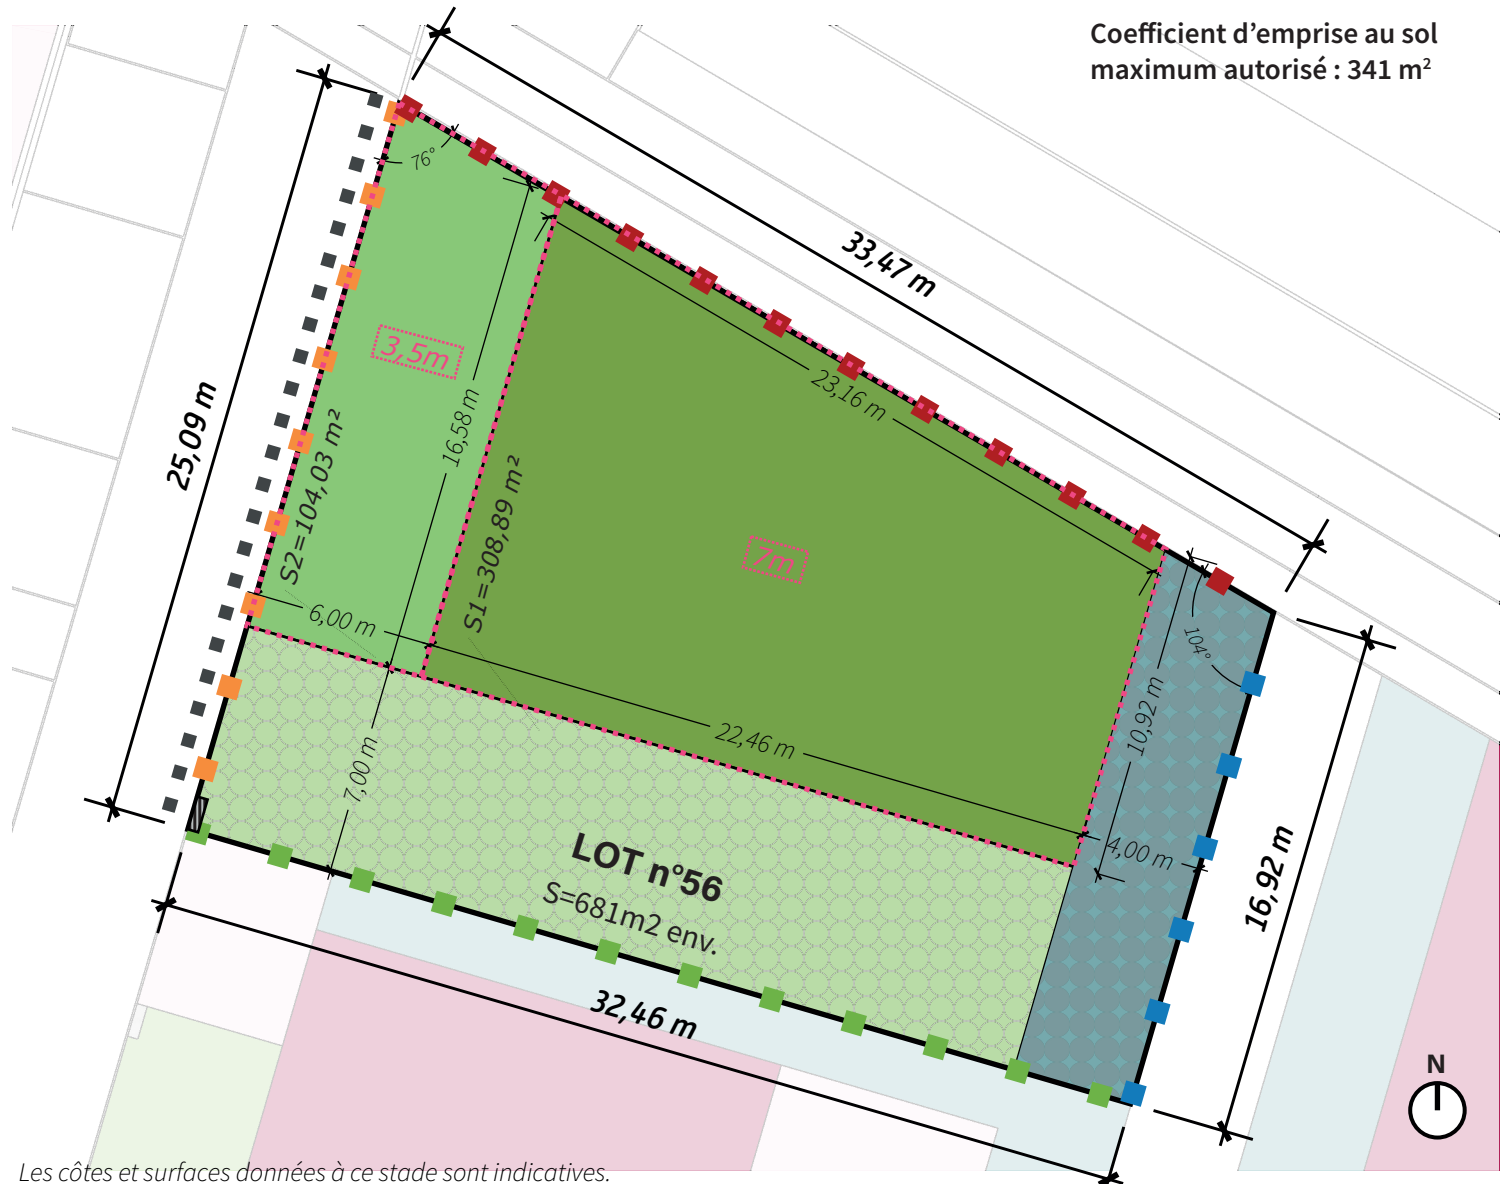 Coefficient d’emprise au sol
maximum autorisé : 341 m²
33,47 m
76°
23,16 m
3,5m
16,58 m
25,09 m
S2=104,03 m²
S1=308,89 m²
7m
6,00 m
104°
10,92 m
22,46 m
7,00 m
4,00 m
16,92 m
LOT n°56
S=681m2 env.
32,46 m
N
Les côtes et surfaces données à ce stade sont indicatives.